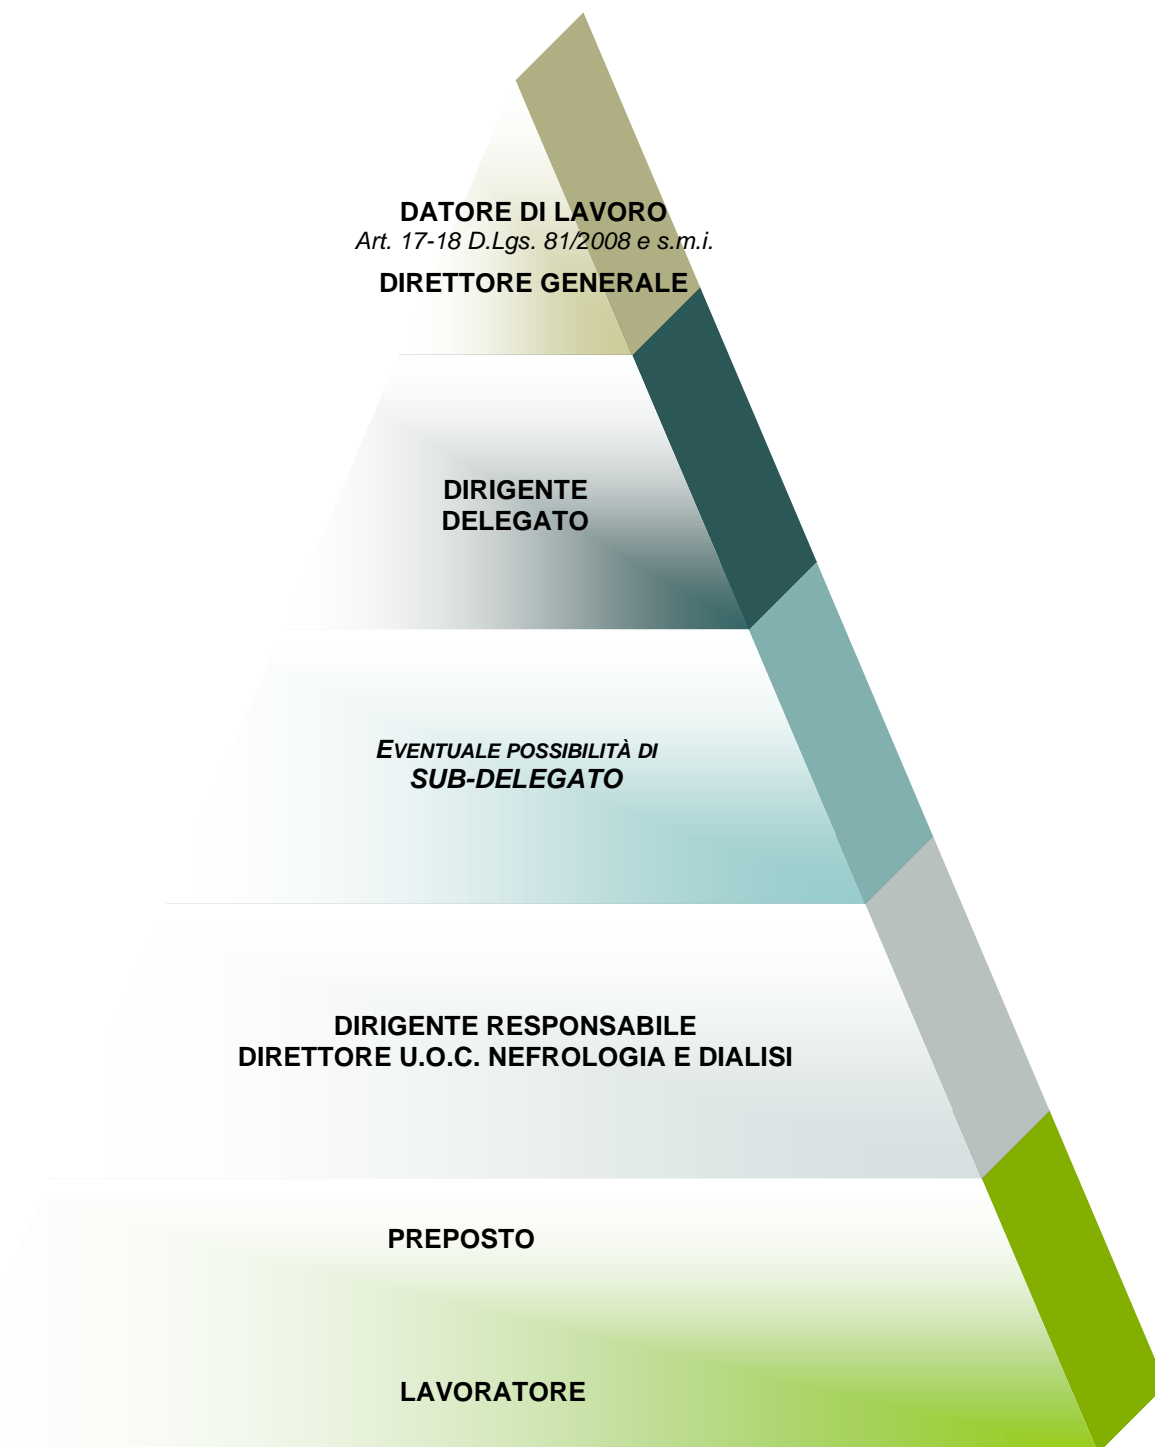 DATORE DI LAVORO
Art. 17-18 D.Lgs. 81/2008 e s.m.i.
DIRETTORE GENERALE
DIRIGENTE
DELEGATO
EVENTUALE POSSIBILITÀ DI
SUB-DELEGATO
DIRIGENTE RESPONSABILE
DIRETTORE U.O.C. NEFROLOGIA E DIALISI
PREPOSTO
LAVORATORE